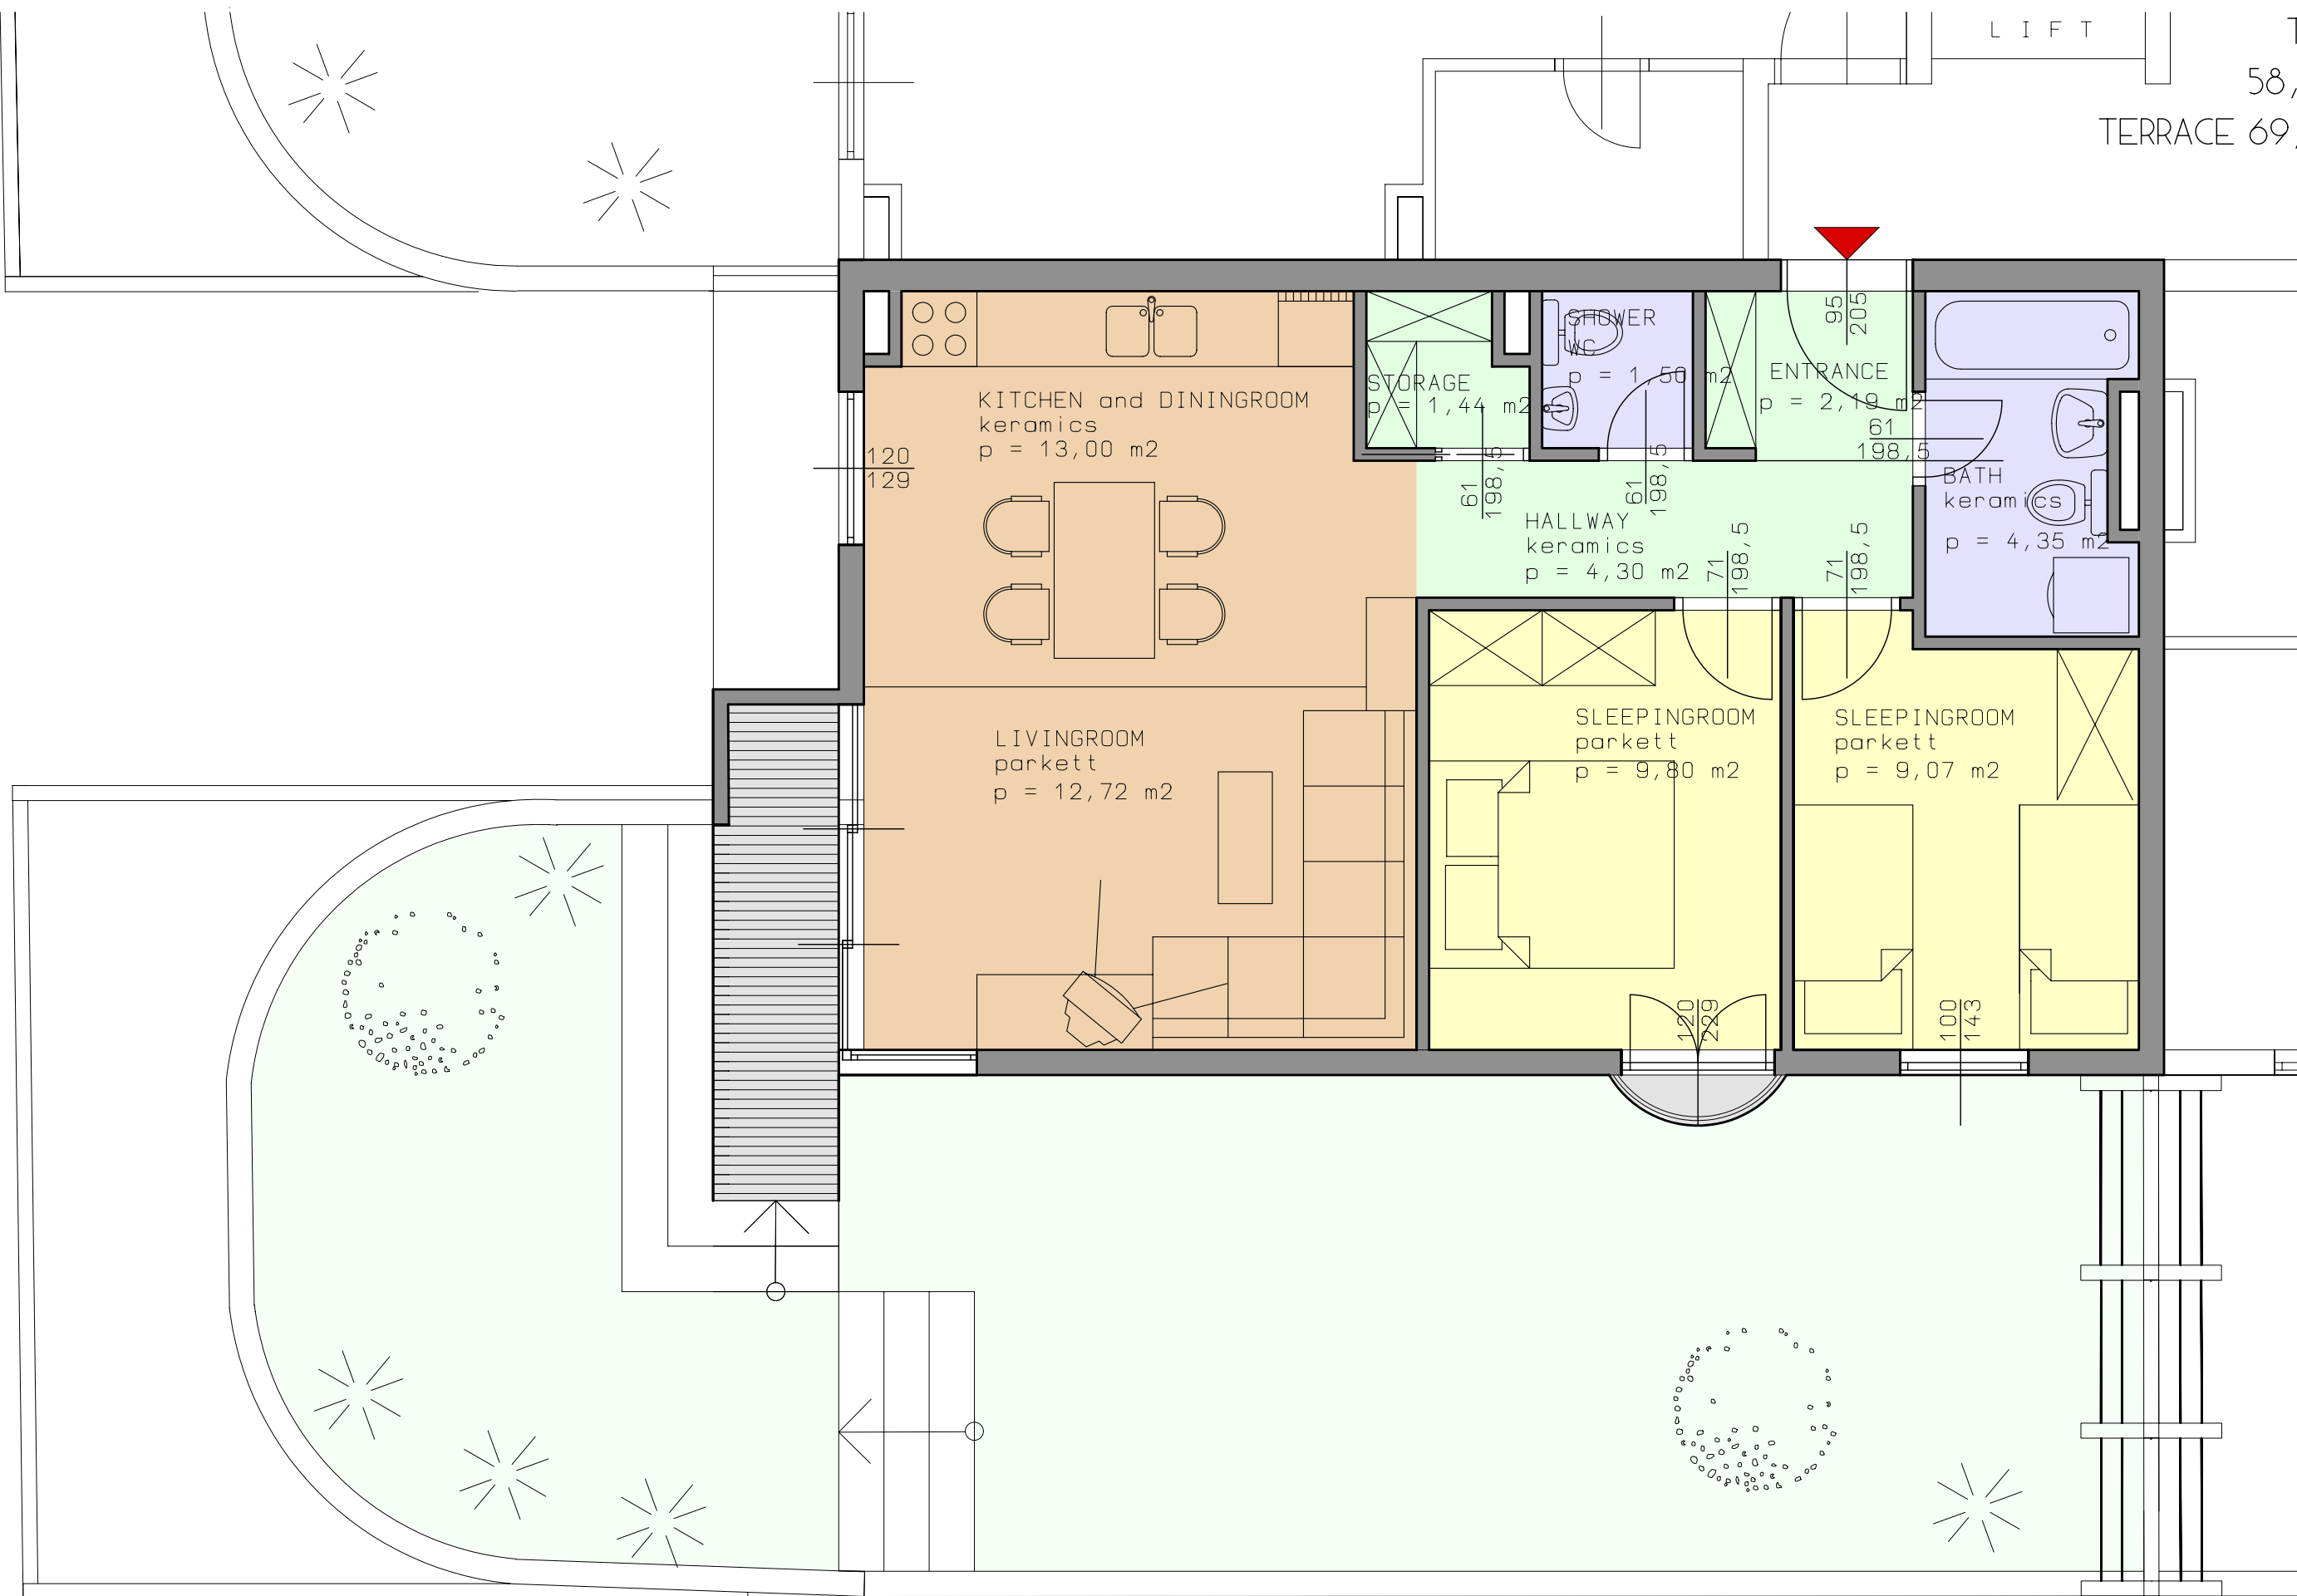 L I F T
58,
TERRACE 69,
95
205
SHOWER
WC
p = 1,50 m2
STORAGE
p = 1,44 m2
ENTRANCE
p = 2,19 m2
KITCHEN and DININGROOM
keramics
p = 13,00 m2
120
129
61
198,5
61
198,5
61
198,5
BATH
keramics
p = 4,35 m2
HALLWAY
keramics
p = 4,30 m2
71
198,5
71
198,5
LIVINGROOM
parkett
p = 12,72 m2
SLEEPINGROOM
parkett
p = 9,80 m2
SLEEPINGROOM
parkett
p = 9,07 m2
120
229
100
143